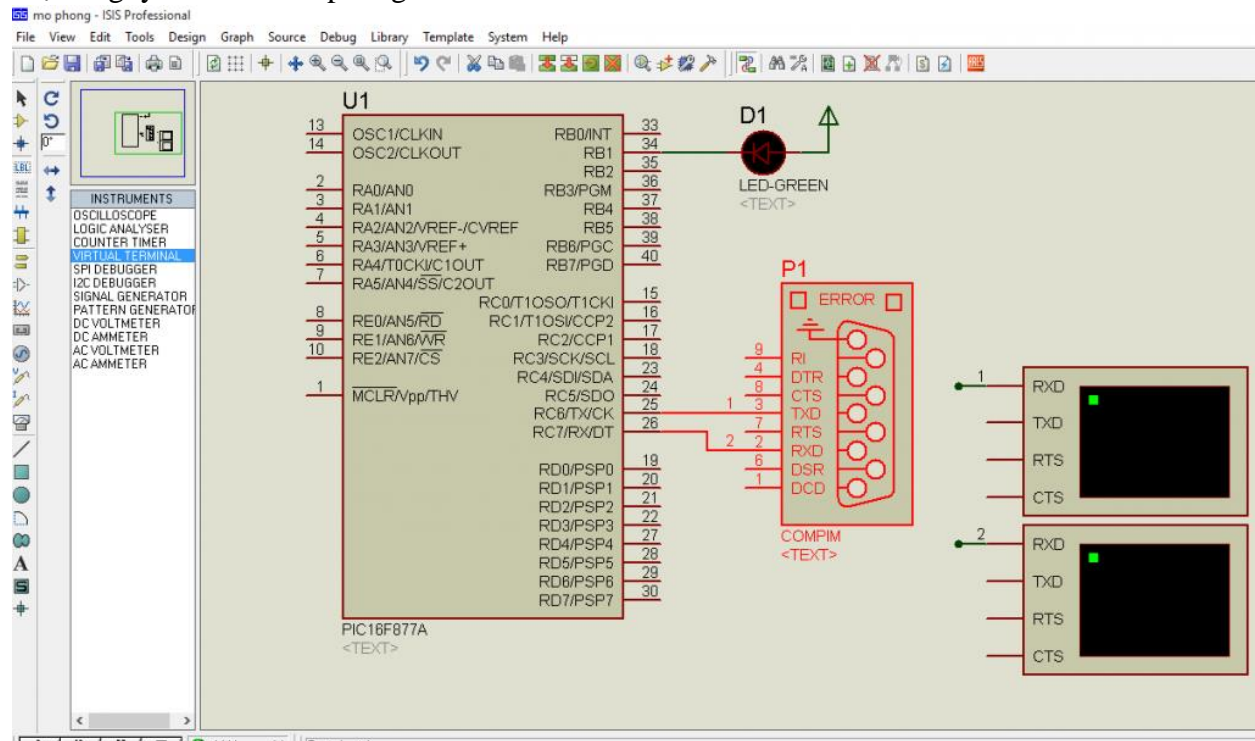 mo phong - ISIS Professional
File View Edit Tools Design Graph Source Debug Library Template System Help
0°
LBL
INSTRUMENTS
OSCILLOSCOPE
LOGIC ANALYSER
COUNTER TIMER
VIRTUAL TERMINAL
SPI DEBUGGER
I2C DEBUGGER
SIGNAL GENERATOR
PATTERN GENERATOR
DC VOLTMETER
DC AMMETER
AC VOLTMETER
AC AMMETER
U1
13 OSC1/CLKIN
14 OSC2/CLKOUT
2 RA0/AN0
3 RA1/AN1
4 RA2/AN2/VREF-/CVREF
5 RA3/AN3/VREF+
6 RA4/T0CKI/C1OUT
7 RA5/AN4/SS/C2OUT
8 RE0/AN5/RD
9 RE1/AN6/WR
10 RE2/AN7/CS
1 MCLR/Vpp/THV
RB0/INT 33
RB1 34
RB2 35
RB3/PGM 36
RB4 37
RB5 38
RB6/PGC 39
RB7/PGD 40
RC0/T1OSO/T1CKI 15
RC1/T1OSI/CCP2 16
RC2/CCP1 17
RC3/SCK/SCL 18
RC4/SDI/SDA 23
RC5/SDO 24
RC6/TX/CK 25
RC7/RX/DT 26
RD0/PSP0 19
RD1/PSP1 20
RD2/PSP2 21
RD3/PSP3 22
RD4/PSP4 27
RD5/PSP5 28
RD6/PSP6 29
RD7/PSP7 30
PIC16F877A
<TEXT>
D1
LED-GREEN
<TEXT>
P1
ERROR
9 RI
4 DTR
8 CTS
1 3 TXD
7 RTS
2 2 RXD
6 DSR
1 DCD
COMPIM
<TEXT>
1 RXD
TXD
RTS
CTS
2 RXD
TXD
RTS
CTS